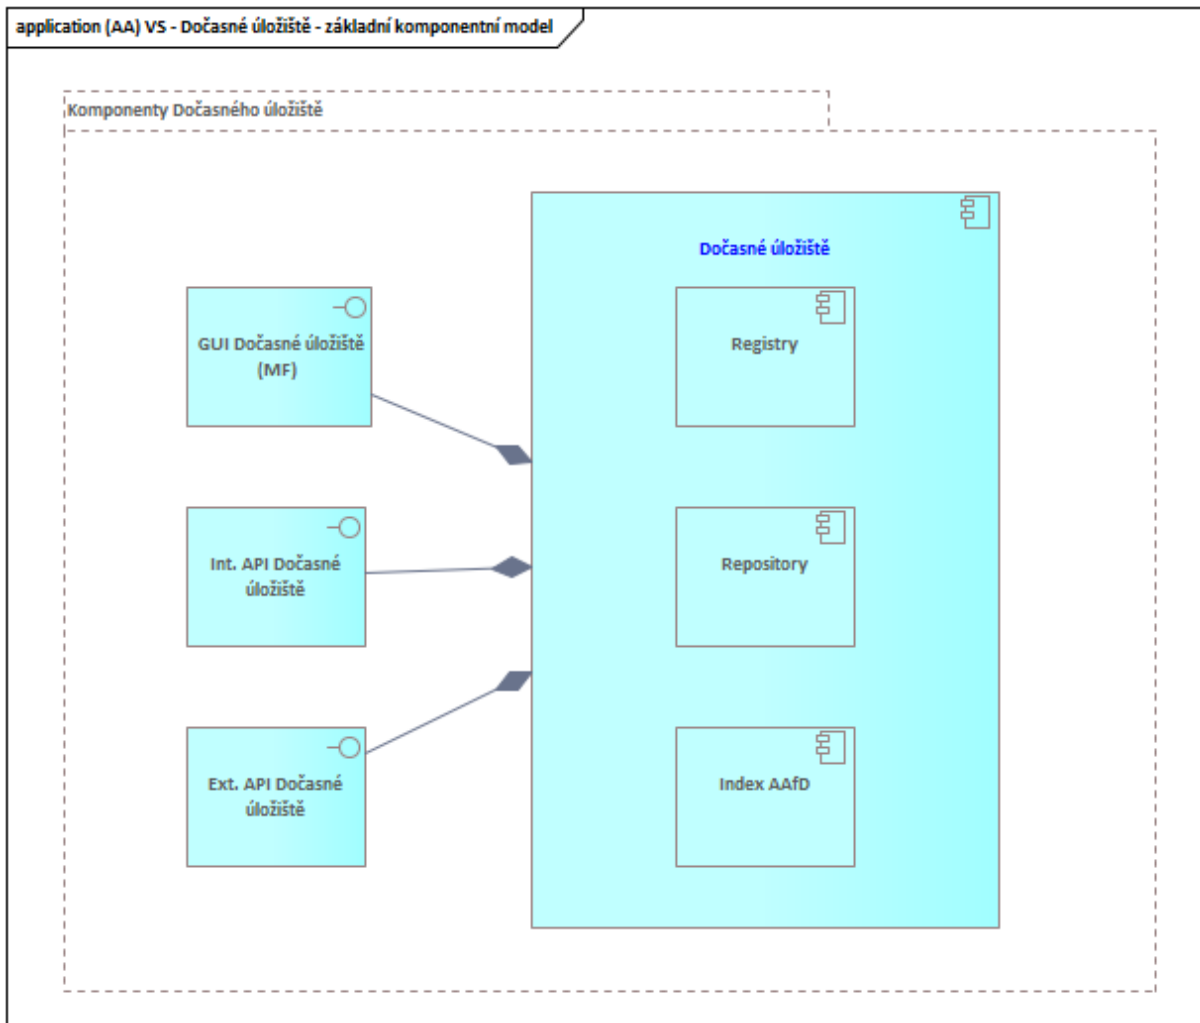 application (AA) VS - Dočasné úložiště - základní komponentní model
Komponenty Dočasného úložiště
Dočasné úložiště
GUI Dočasné úložiště
(MF)
Registry
Int. API Dočasné
úložiště
Repository
Ext. API Dočasné
úložiště
Index AAfD